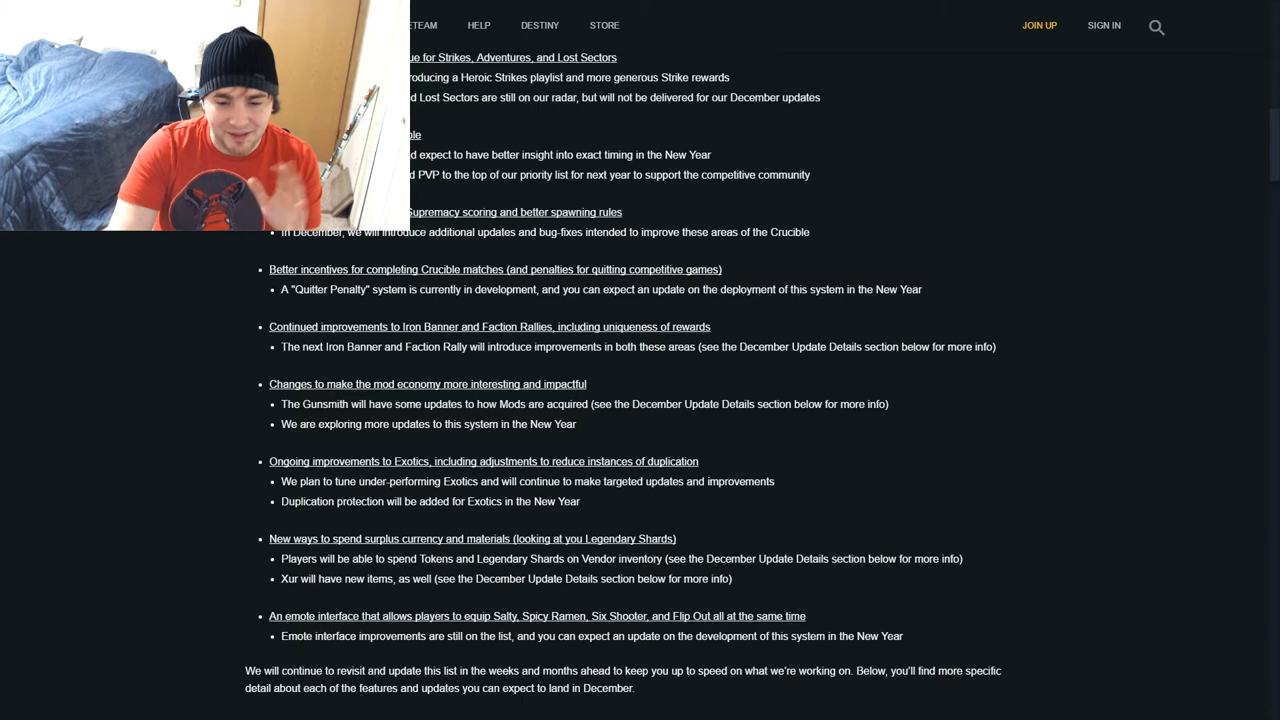 ETEAM HELP DESTINY STORE JOIN UP SIGN IN
ue for Strikes, Adventures, and Lost Sectors
roducing a Heroic Strikes playlist and more generous Strike rewards
d Lost Sectors are still on our radar, but will not be delivered for our December updates
ble
d expect to have better insight into exact timing in the New Year
d PVP to the top of our priority list for next year to support the competitive community
Supremacy scoring and better spawning rules
In December, we will introduce additional updates and bug-fixes intended to improve these areas of the Crucible
Better incentives for completing Crucible matches (and penalties for quitting competitive games)
A "Quitter Penalty" system is currently in development, and you can expect an update on the deployment of this system in the New Year
Continued improvements to Iron Banner and Faction Rallies, including uniqueness of rewards
The next Iron Banner and Faction Rally will introduce improvements in both these areas (see the December Update Details section below for more info)
Changes to make the mod economy more interesting and impactful
The Gunsmith will have some updates to how Mods are acquired (see the December Update Details section below for more info)
We are exploring more updates to this system in the New Year
Ongoing improvements to Exotics, including adjustments to reduce instances of duplication
We plan to tune under-performing Exotics and will continue to make targeted updates and improvements
Duplication protection will be added for Exotics in the New Year
New ways to spend surplus currency and materials (looking at you Legendary Shards)
Players will be able to spend Tokens and Legendary Shards on Vendor inventory (see the December Update Details section below for more info)
Xur will have new items, as well (see the December Update Details section below for more info)
An emote interface that allows players to equip Salty, Spicy Ramen, Six Shooter, and Flip Out all at the same time
Emote interface improvements are still on the list, and you can expect an update on the development of this system in the New Year
We will continue to revisit and update this list in the weeks and months ahead to keep you up to speed on what we're working on. Below, you'll find more specific
detail about each of the features and updates you can expect to land in December.